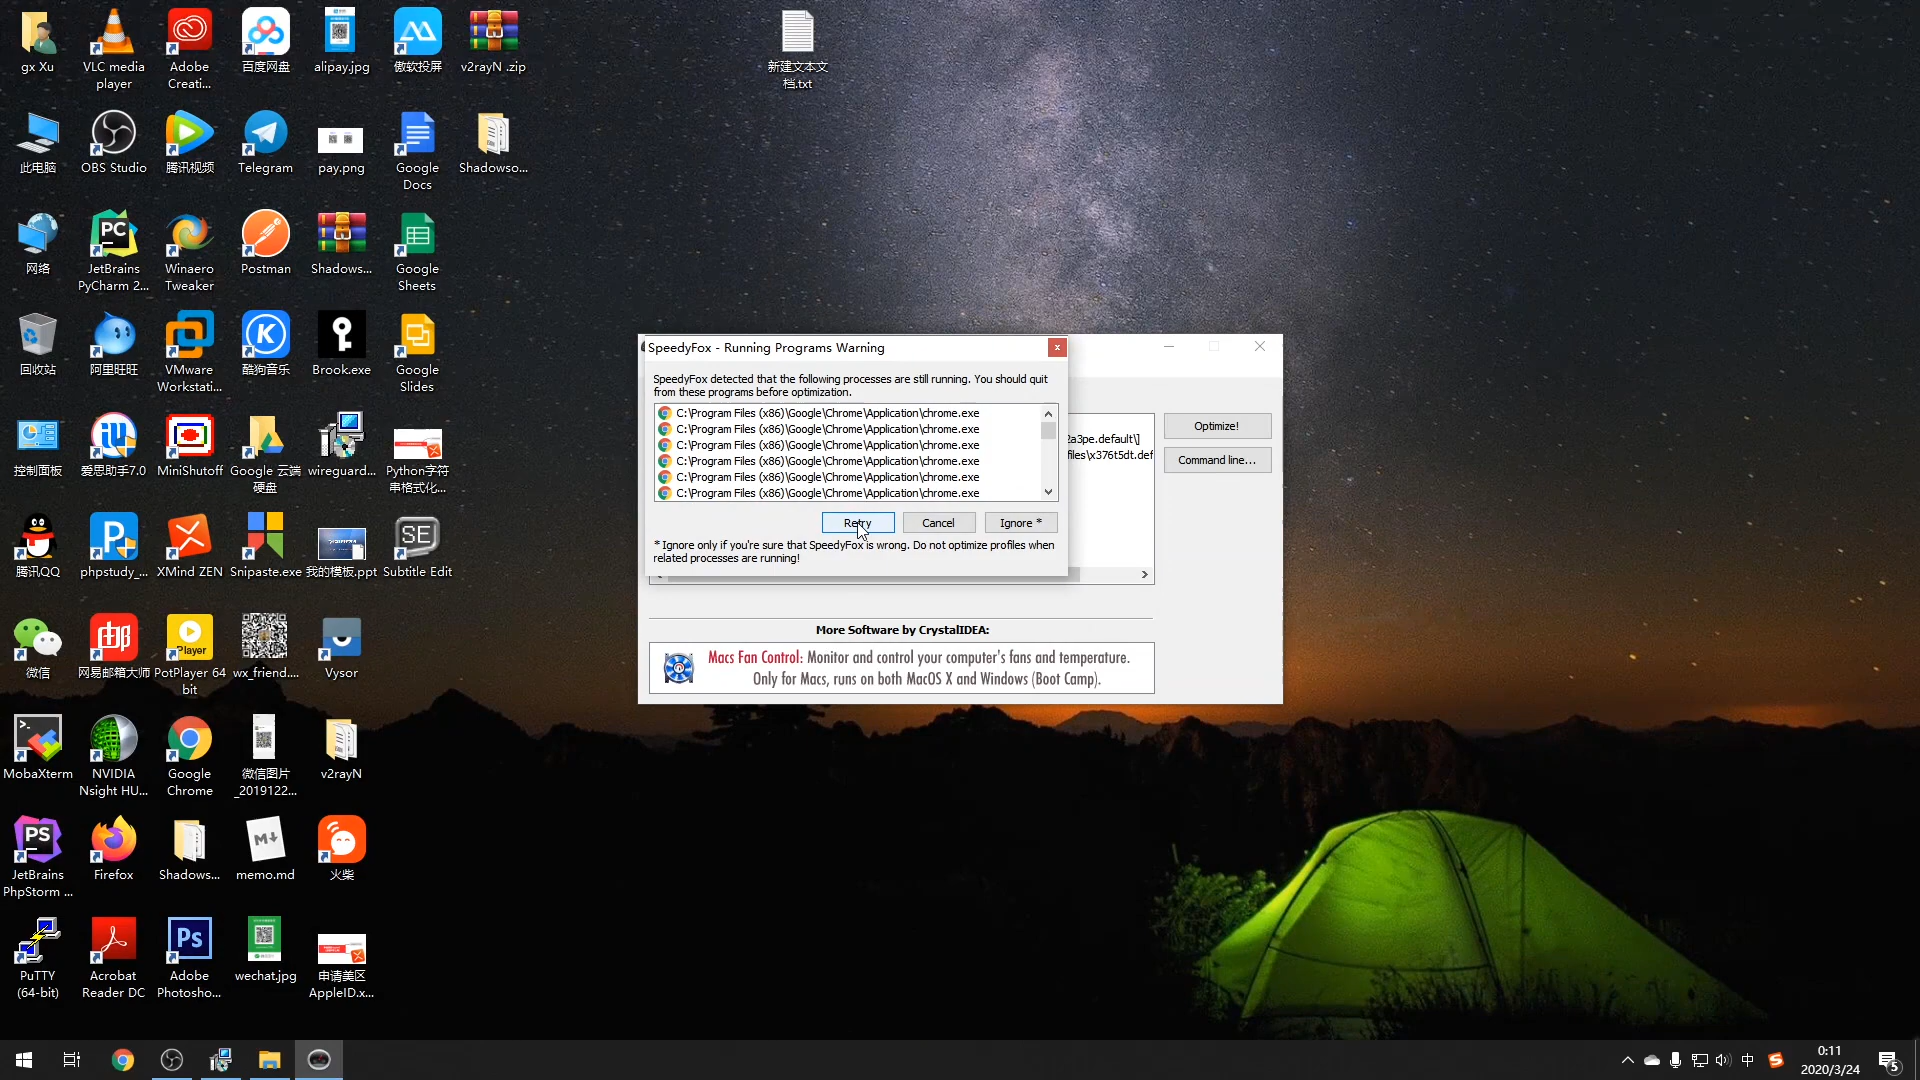 gx Xu
VLC media
player
Adobe
Creati...
百度网盘
alipay.jpg
傲软投屏
v2rayN .zip
新建文本文
档.txt
此电脑
OBS Studio
腾讯视频
Telegram
pay.png
Google
Docs
Shadowso...
网络
JetBrains
PyCharm 2...
Winaero
Tweaker
Postman
Shadows...
Google
Sheets
回收站
阿里旺旺
VMware
Workstati...
酷狗音乐
Brook.exe
Google
Slides
控制面板
爱思助手7.0
MiniShutoff
Google 云端
硬盘
wireguard...
Python字符
串格式化...
腾讯QQ
phpstudy_...
XMind ZEN
Snipaste.exe
我的模板.ppt
Subtitle Edit
微信
网易邮箱大师
PotPlayer 64
bit
wx_friend....
Vysor
MobaXterm
NVIDIA
Nsight HU...
Google
Chrome
微信图片
_2019122...
v2rayN
JetBrains
PhpStorm ...
Firefox
Shadows...
memo.md
火柴
PuTTY
(64-bit)
Acrobat
Reader DC
Adobe
Photosho...
wechat.jpg
申请美区
AppleID.x...
SpeedyFox - Running Programs Warning
SpeedyFox detected that the following processes are still running. You should quit
from these programs before optimization.
C:\Program Files (x86)\Google\Chrome\Application\chrome.exe
C:\Program Files (x86)\Google\Chrome\Application\chrome.exe
C:\Program Files (x86)\Google\Chrome\Application\chrome.exe
C:\Program Files (x86)\Google\Chrome\Application\chrome.exe
C:\Program Files (x86)\Google\Chrome\Application\chrome.exe
C:\Program Files (x86)\Google\Chrome\Application\chrome.exe
Retry
Cancel
Ignore *
* Ignore only if you're sure that SpeedyFox is wrong. Do not optimize profiles when
related processes are running!
2a3pe.default\]
files\x376t5dt.def
Optimize!
Command line...
More Software by CrystalIDEA:
Macs Fan Control: Monitor and control your computer's fans and temperature.
Only for Macs, runs on both MacOS X and Windows (Boot Camp).
中
0:11
2020/3/24
5